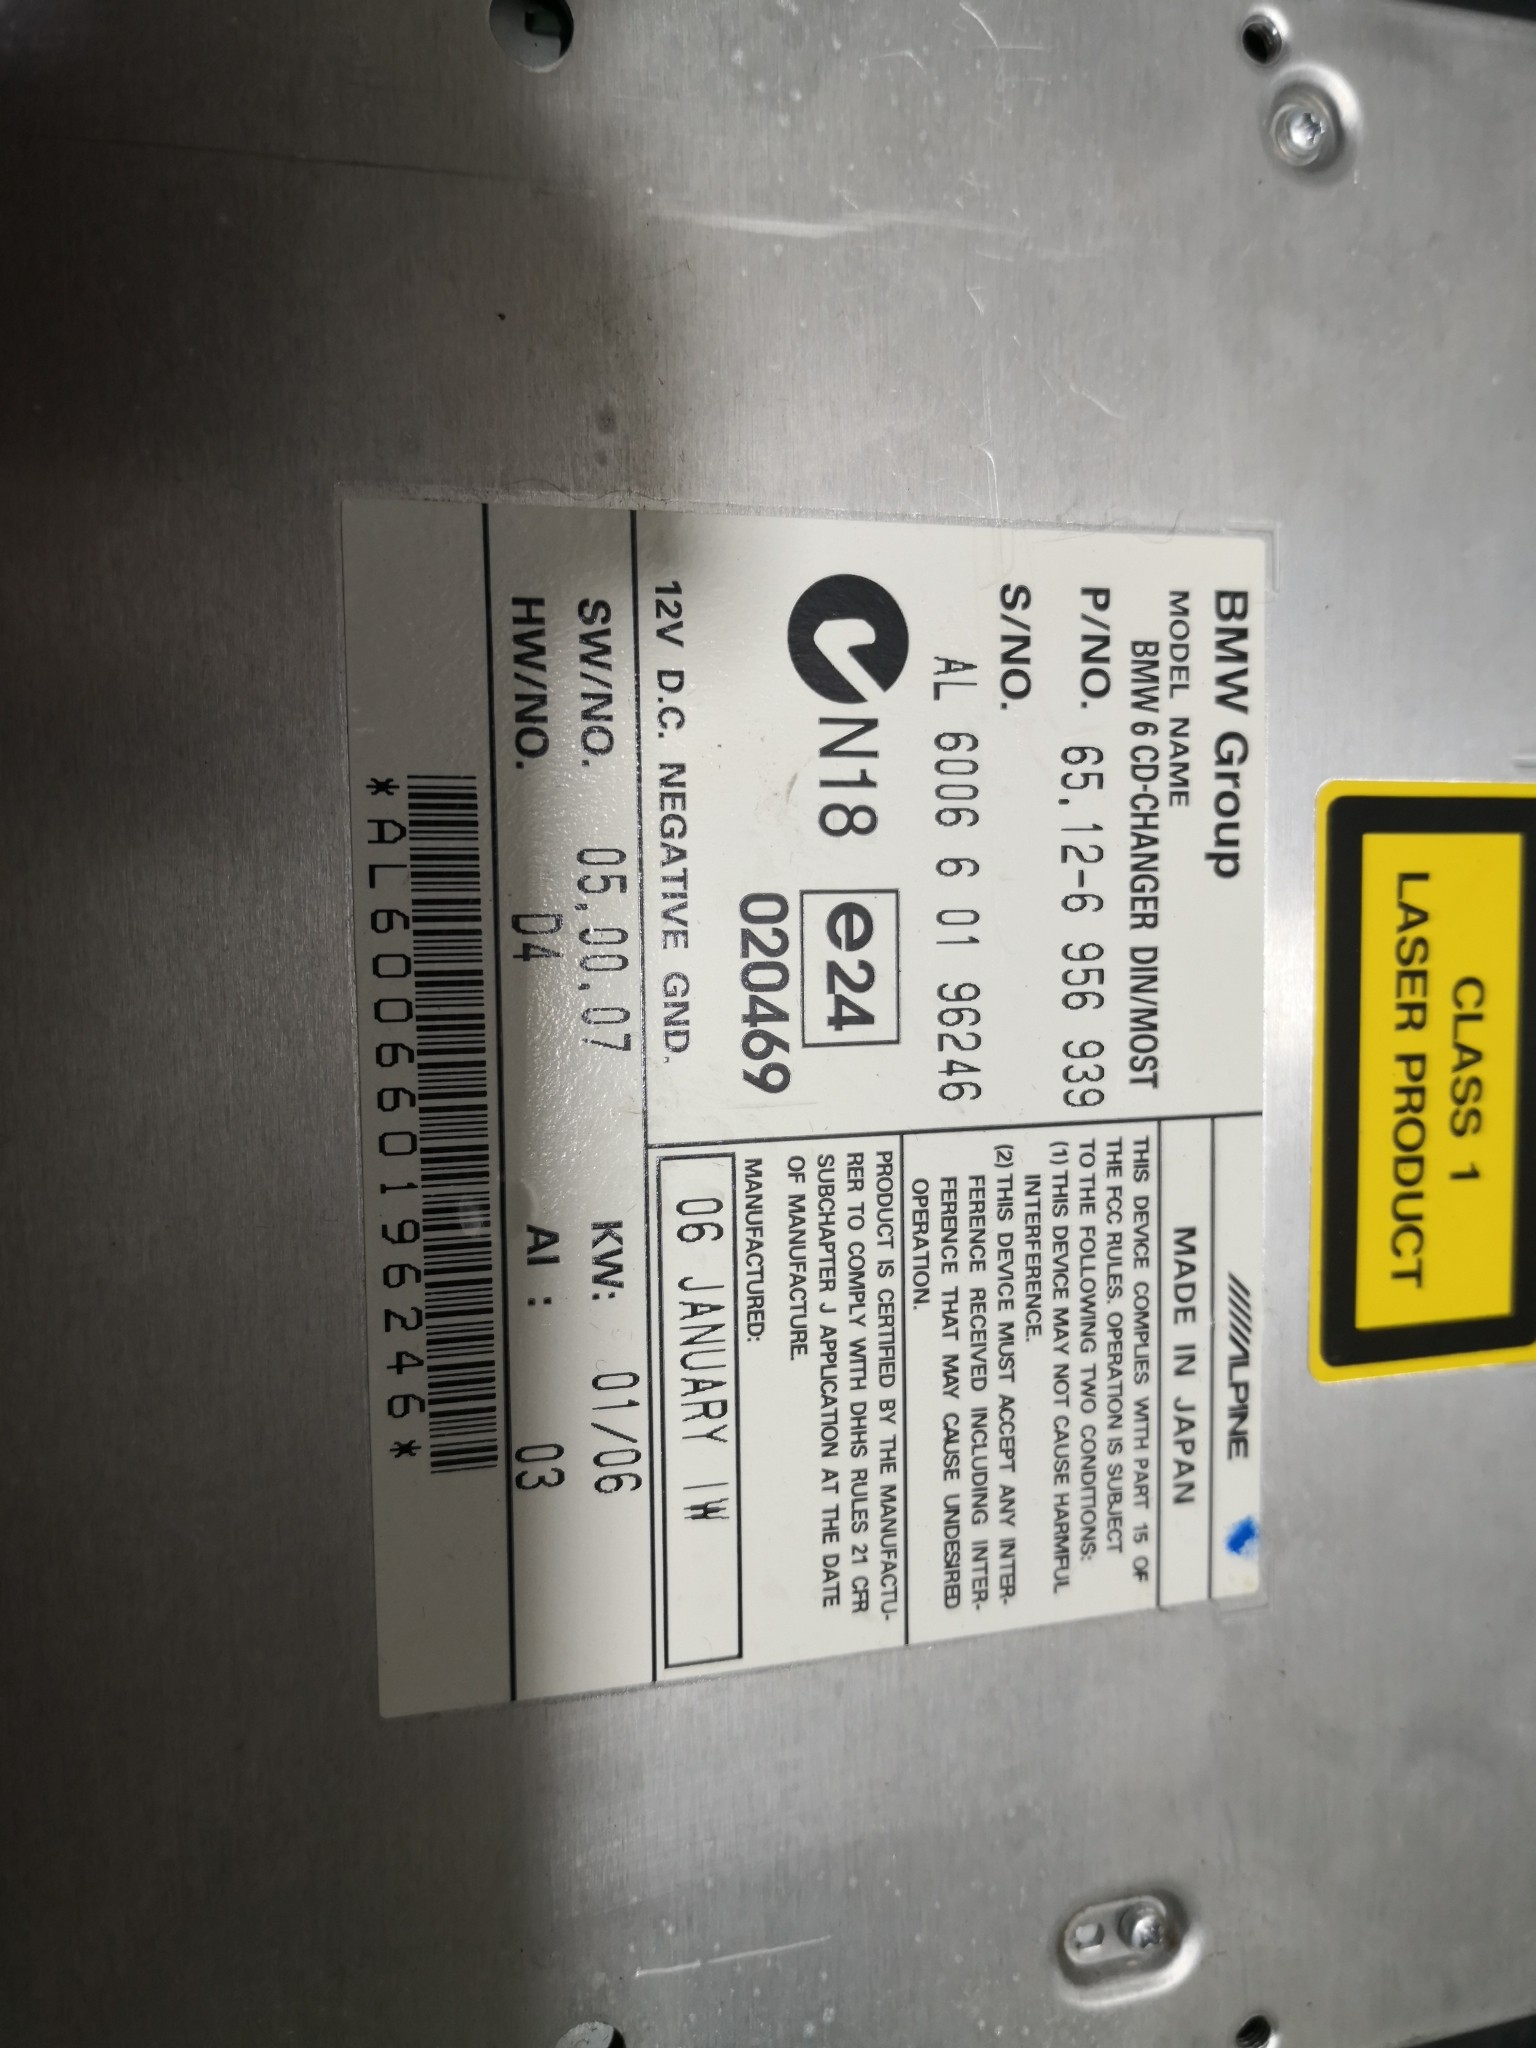 CLASS 1
LASER PRODUCT
BMW Group
MODEL NAME
BMW 6 CD-CHANGER DIN/MOST
P/NO. 65.12-6 956 939
S/NO.
AL 6006 6 01 96246
N18
e24
020469
12V D.C. NEGATIVE GND.
///// ALPINE
MADE IN JAPAN
THIS DEVICE COMPLIES WITH PART 15 OF
THE FCC RULES. OPERATION IS SUBJECT
TO THE FOLLOWING TWO CONDITIONS:
(1) THIS DEVICE MAY NOT CAUSE HARMFUL
INTERFERENCE.
(2) THIS DEVICE MUST ACCEPT ANY INTER-
FERENCE RECEIVED INCLUDING INTER-
FERENCE THAT MAY CAUSE UNDESIRED
OPERATION.
PRODUCT IS CERTIFIED BY THE MANUFACTU-
RER TO COMPLY WITH DHHS RULES 21 CFR
SUBCHAPTER J APPLICATION AT THE DATE
OF MANUFACTURE.
MANUFACTURED:
06 JANUARY IW
SW/NO. 05.00.07 KW: 01/06
HW/NO. D4 AI : 03
*AL600660196246*